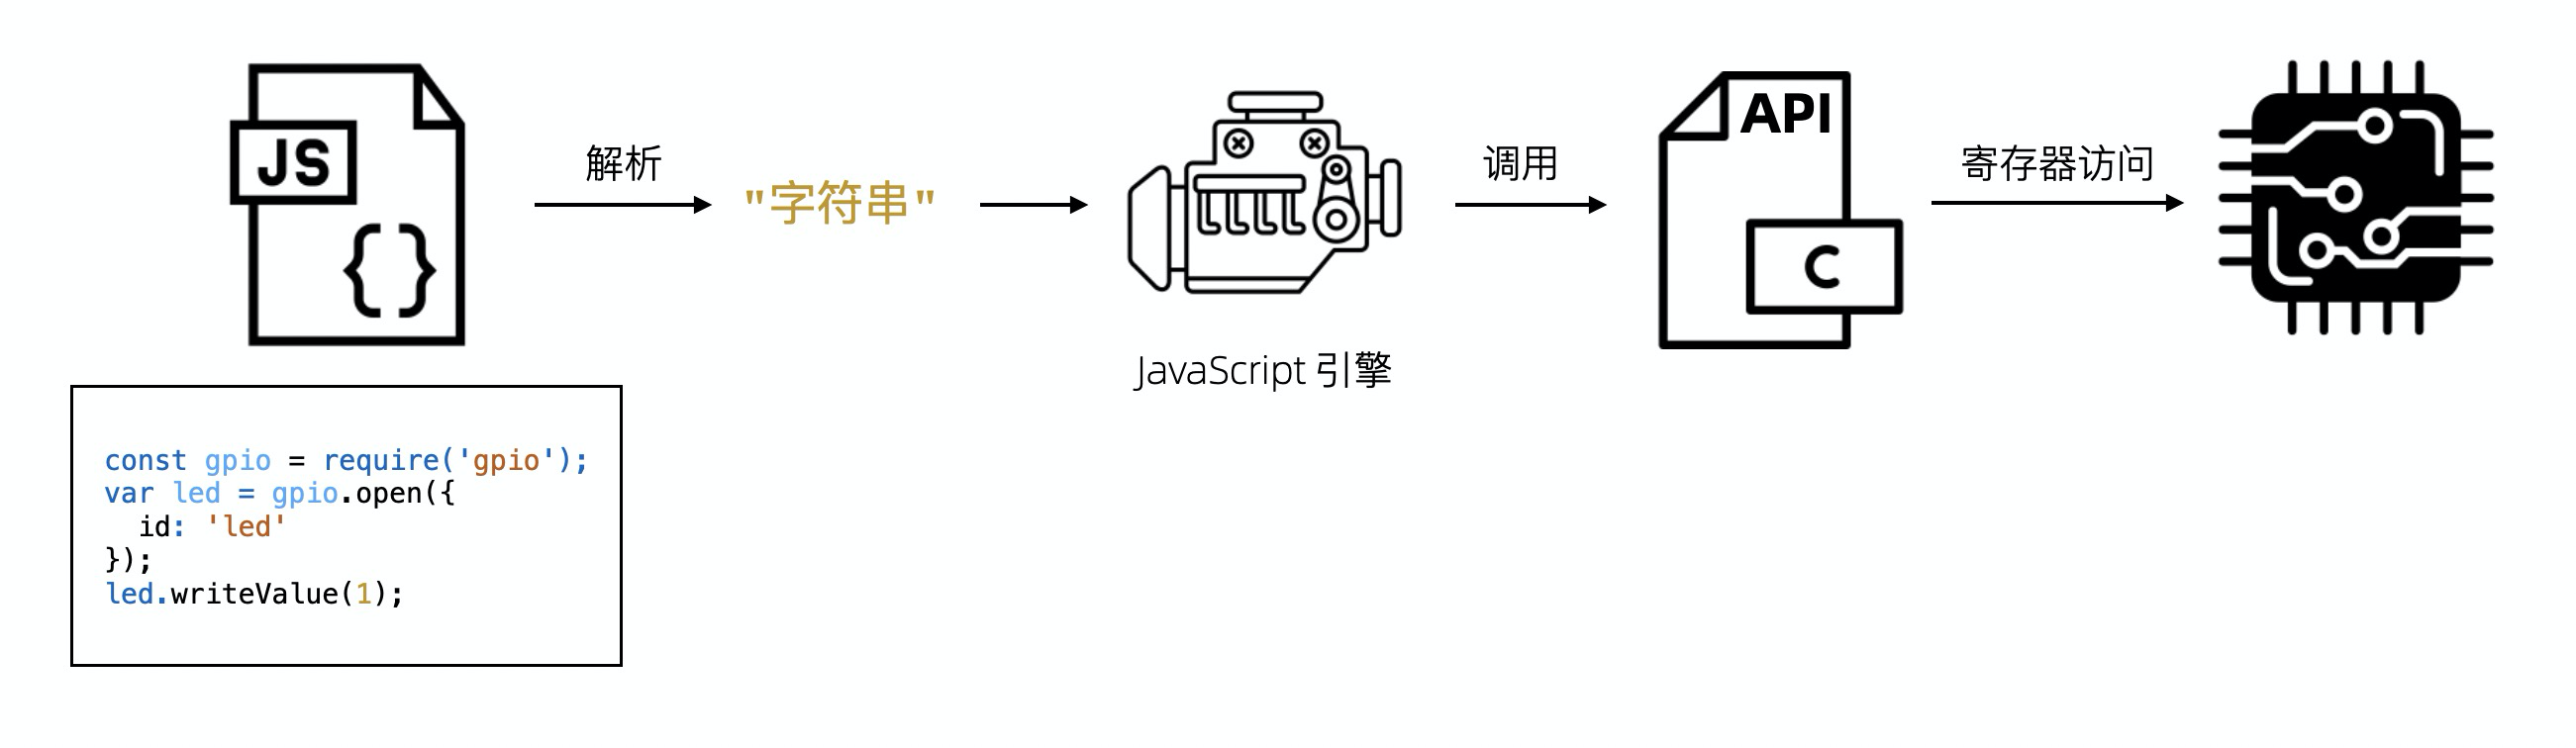 JS
{}
解析
"字符串"
JavaScript 引擎
调用
API
C
寄存器访问
const gpio = require('gpio');
var led = gpio.open({
  id: 'led'
});
led.writeValue(1);